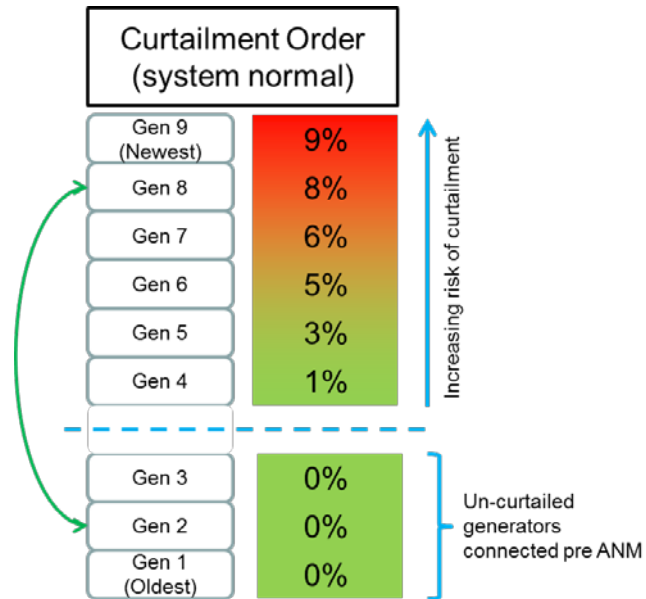 Curtailment Order
(system normal)
Gen 9
(Newest)
9%
Gen 8
8%
Gen 7
6%
Gen 6
5%
Gen 5
3%
Gen 4
1%
Increasing risk of curtailment
Gen 3
0%
Gen 2
0%
Gen 1
(Oldest)
0%
Un-curtailed
generators
connected pre ANM